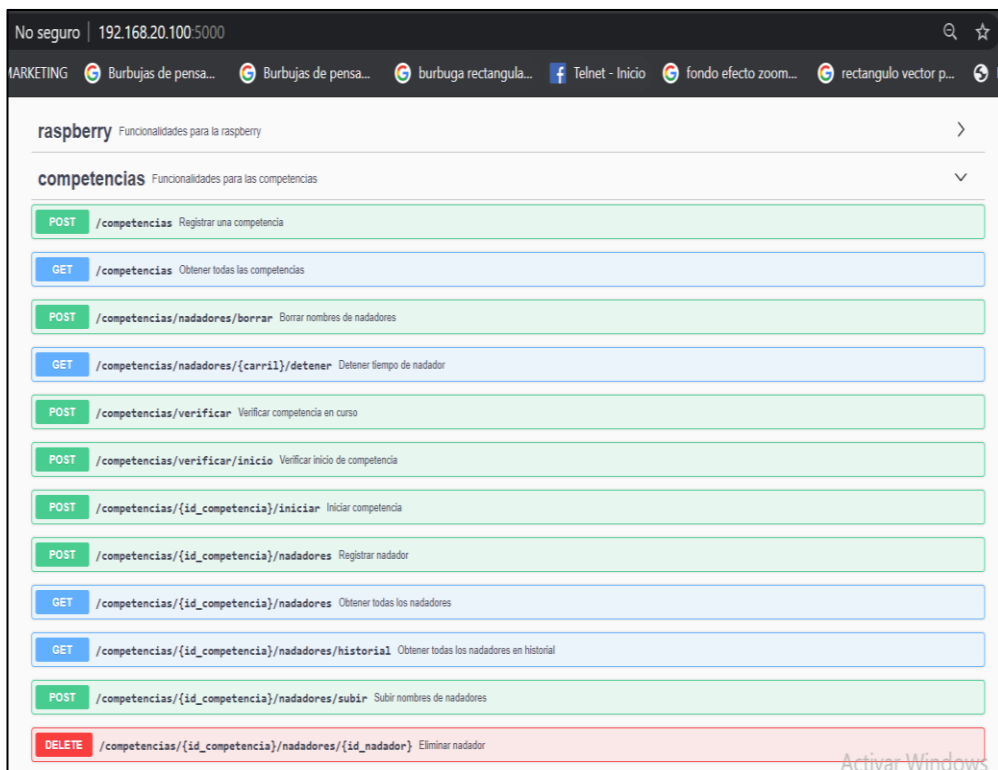 No seguro | 192.168.20.100:5000
MARKETING Burbujas de pensa... Burbujas de pensa... burbuga rectangula... Telnet - Inicio fondo efecto zoom... rectangulo vector p...
raspberry Funcionalidades para la raspberry
competencias Funcionalidades para las competencias
POST /competencias Registrar una competencia
GET /competencias Obtener todas las competencias
POST /competencias/nadadores/borrar Borrar nombres de nadadores
GET /competencias/nadadores/{carril}/detener Detener tiempo de nadador
POST /competencias/verificar Verificar competencia en curso
POST /competencias/verificar/inicio Verificar inicio de competencia
POST /competencias/{id_competencia}/iniciar Iniciar competencia
POST /competencias/{id_competencia}/nadadores Registrar nadador
GET /competencias/{id_competencia}/nadadores Obtener todas los nadadores
GET /competencias/{id_competencia}/nadadores/historial Obtener todas los nadadores en historial
POST /competencias/{id_competencia}/nadadores/subir Subir nombres de nadadores
DELETE /competencias/{id_competencia}/nadadores/{id_nadador} Eliminar nadador
Activar Windows